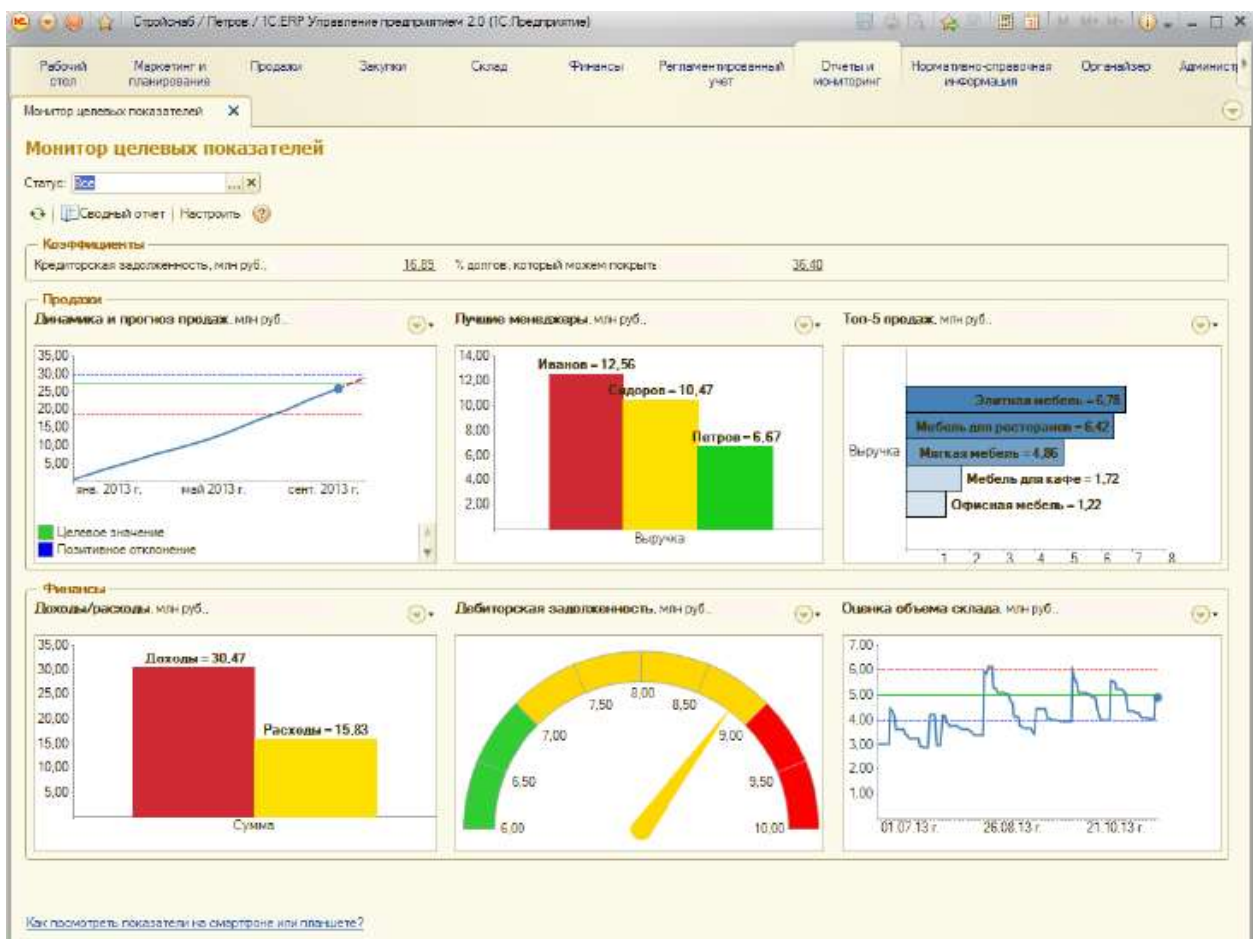 Стройснаб / Петров / 1С:ERP Управление предприятием 2.0 (1С:Предприятие)
M M+ M-
Рабочий стол
Маркетинг и планирование
Продажи
Закупки
Склад
Финансы
Регламентированный учет
Отчеты и мониторинг
Нормативно-справочная информация
Органайзер
Админист
Монитор целевых показателей
Монитор целевых показателей
Статус: Все ...
Сводный отчет Настроить
Коэффициенты
Кредиторская задолженность, млн руб., 16,89 % долгов, который можем покрыть 36,40
Продажи
Динамика и прогноз продаж, млн руб..
35,00
30,00
25,00
20,00
15,00
10,00
5,00
янв. 2013 г. май 2013 г. сент. 2013 г.
Целевое значение
Позитивное отклонение
Лучшие менеджеры, млн руб..
14,00
12,00
10,00
8,00
6,00
4,00
2,00
Иванов = 12,56
Сидоров = 10,47
Петров = 6,67
Выручка
Топ-5 продаж, млн руб..
Выручка
Элитная мебель = 6,78
Мебель для ресторанов = 6,42
Мягкая мебель = 4,86
Мебель для кафе = 1,72
Офисная мебель = 1,22
1 2 3 4 5 6 7 8
Финансы
Доходы/расходы, млн руб..
35,00
30,00
25,00
20,00
15,00
10,00
5,00
Доходы = 30,47
Расходы = 15,83
Сумма
Дебиторская задолженность, млн руб..
6,00 6,50 7,00 7,50 8,00 8,50 9,00 9,50 10,00
Оценка объема склада, млн руб..
7,00
6,00
5,00
4,00
3,00
2,00
1,00
01.07.13 г. 26.08.13 г. 21.10.13 г.
Как посмотреть показатели на смартфоне или планшете?